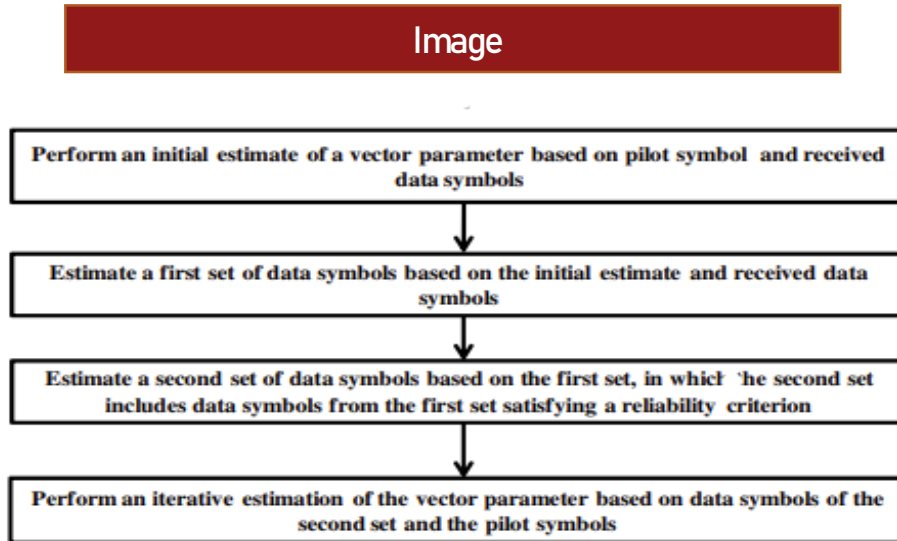 Image
Perform an initial estimate of a vector parameter based on pilot symbol and received
data symbols
Estimate a first set of data symbols based on the initial estimate and received data
symbols
Estimate a second set of data symbols based on the first set, in which he second set
includes data symbols from the first set satisfying a reliability criterion
Perform an iterative estimation of the vector parameter based on data symbols of the
second set and the pilot symbols